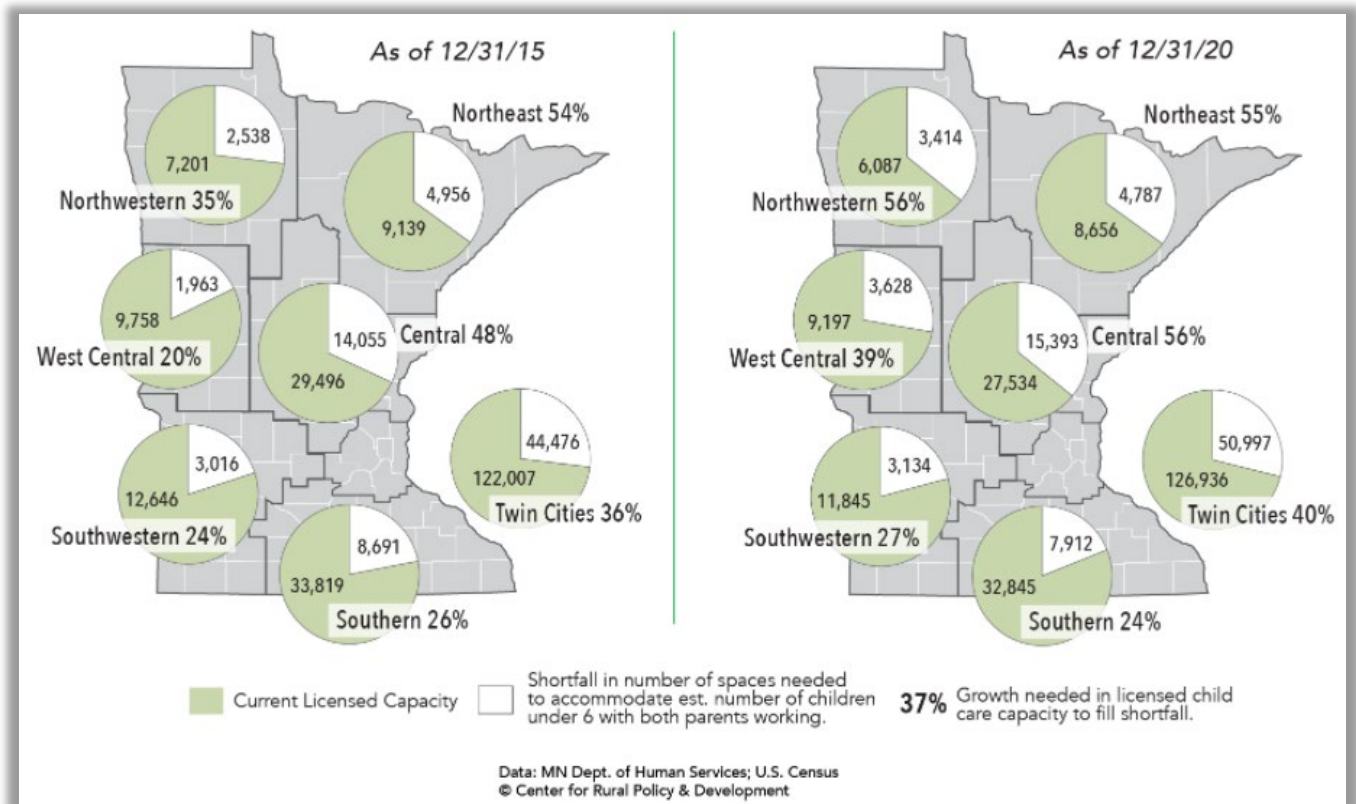 As of 12/31/15
Northeast 54%
2,538
7,201
Northwestern 35%
4,956
9,139
1,963
9,758
West Central 20%
14,055
Central 48%
29,496
44,476
122,007
Twin Cities 36%
3,016
12,646
Southwestern 24%
8,691
33,819
Southern 26%
As of 12/31/20
Northeast 55%
3,414
6,087
Northwestern 56%
4,787
8,656
3,628
9,197
West Central 39%
15,393
Central 56%
27,534
50,997
126,936
Twin Cities 40%
3,134
11,845
Southwestern 27%
7,912
32,845
Southern 24%
Current Licensed Capacity
Shortfall in number of spaces needed
to accommodate est. number of children
under 6 with both parents working.
37% Growth needed in licensed child
care capacity to fill shortfall.
Data: MN Dept. of Human Services; U.S. Census
© Center for Rural Policy & Development